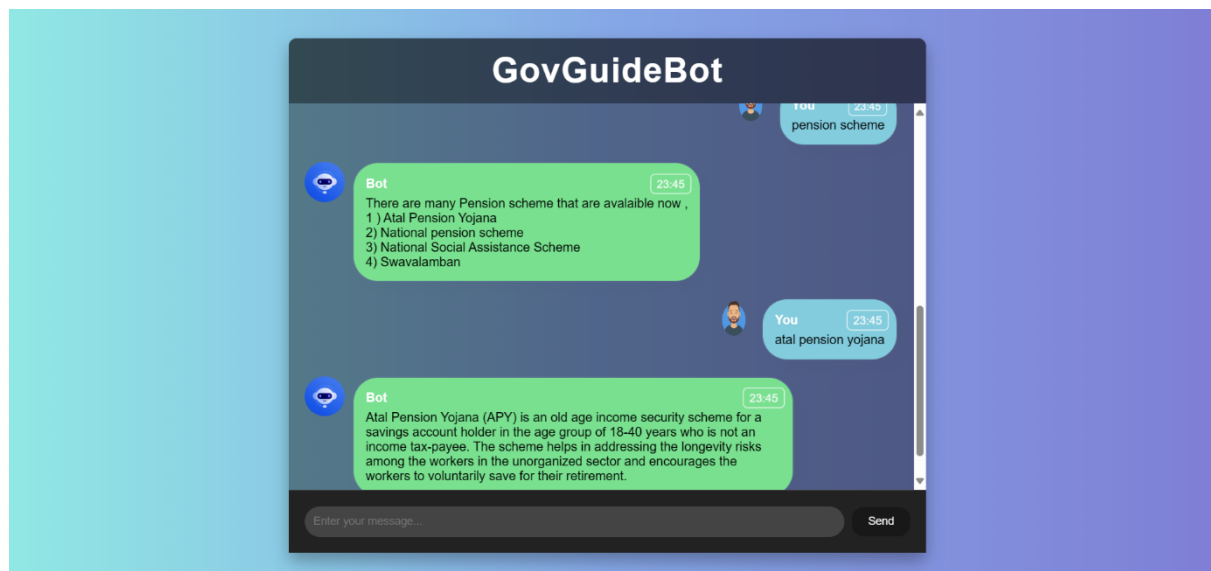 GovGuideBot
You 23:45
pension scheme
Bot 23:45
There are many Pension scheme that are avalaible now ,
1 ) Atal Pension Yojana
2) National pension scheme
3) National Social Assistance Scheme
4) Swavalamban
You 23:45
atal pension yojana
Bot 23:45
Atal Pension Yojana (APY) is an old age income security scheme for a
savings account holder in the age group of 18-40 years who is not an
income tax-payee. The scheme helps in addressing the longevity risks
among the workers in the unorganized sector and encourages the
workers to voluntarily save for their retirement.
Enter your message...
Send